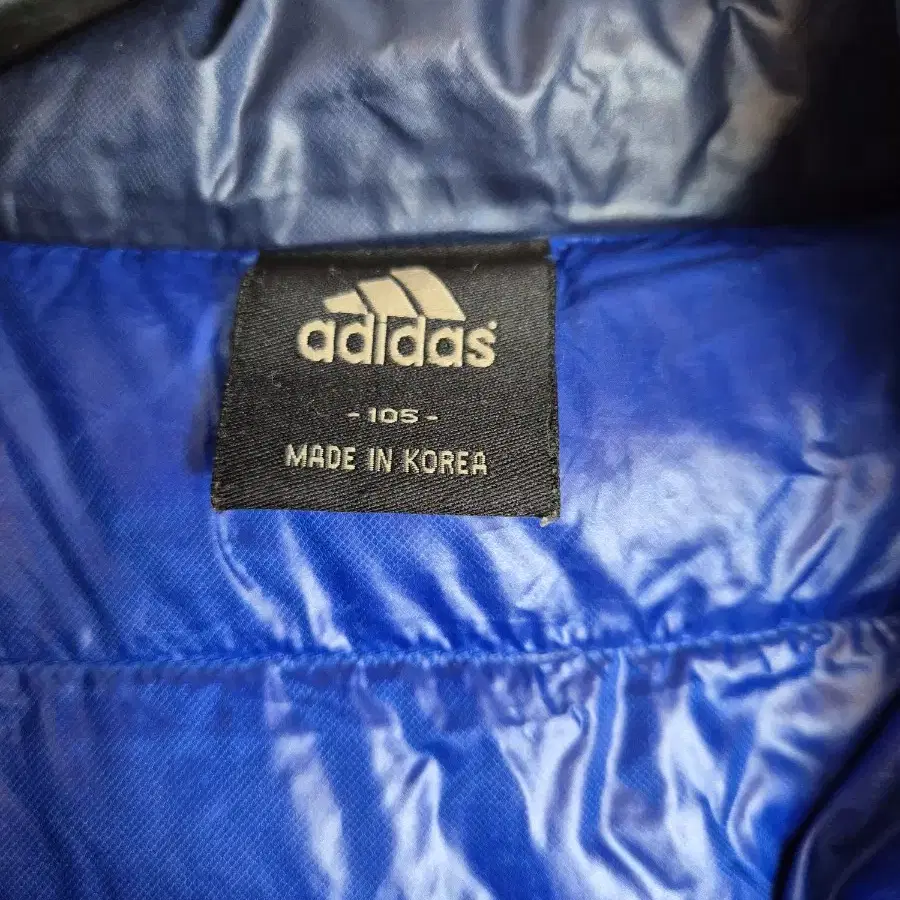 adidas
- 105 -
MADE IN KOREA